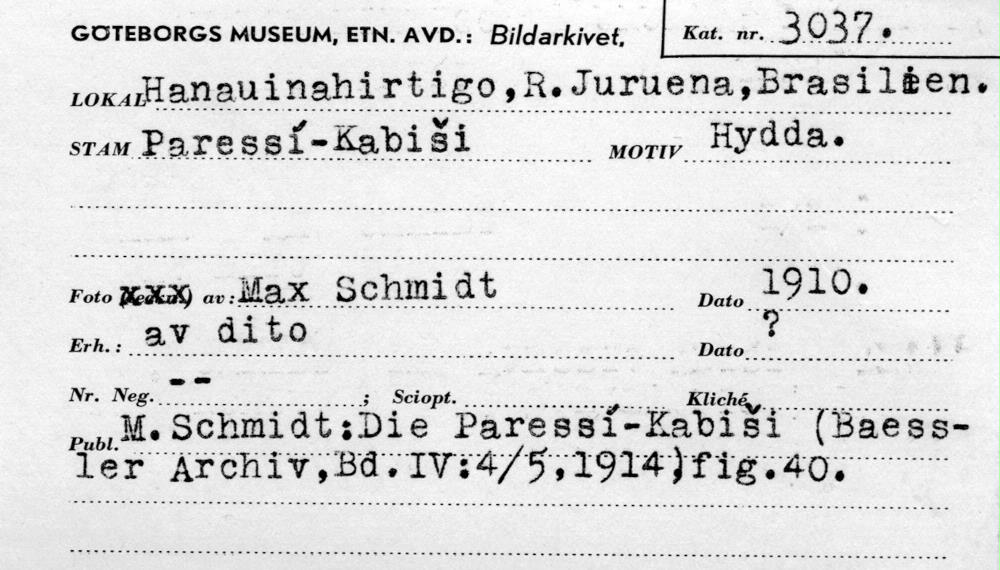 GÖTEBORGS MUSEUM, ETN. AVD.: Bildarkivet,
Kat. nr. 3037.
LOKAL Hanauinahirtigo, R. Juruena, Brasilien.
STAM Paressí-Kabiši MOTIV Hydda.
Foto xxx av: Max Schmidt Dato 1910.
Erh.: av dito Dato ?
Nr. Neg. -- ; Sciopt. Kliché
Publ. M. Schmidt: Die Paressí-Kabiši (Baess-
ler Archiv, Bd. IV: 4/5, 1914) fig. 40.